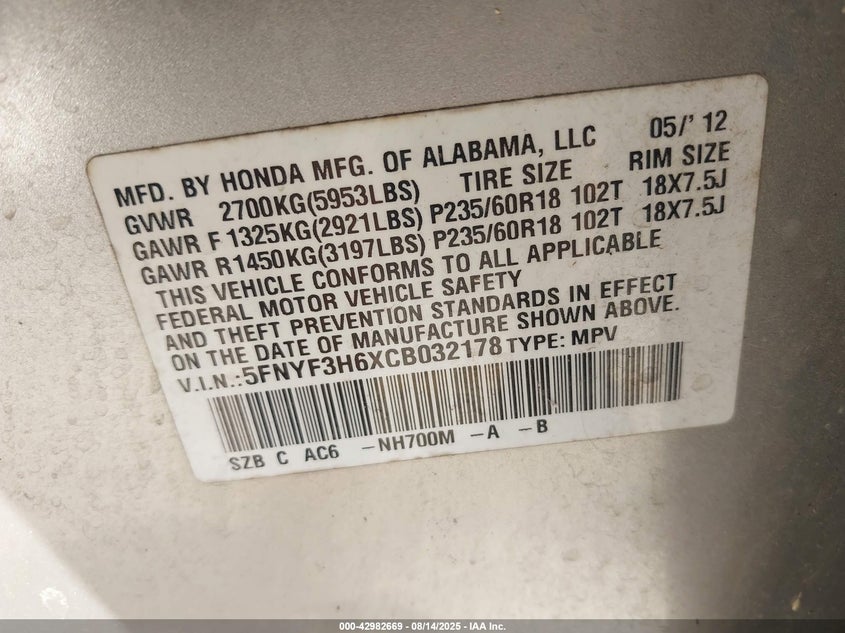 MFD. BY HONDA MFG. OF ALABAMA, LLC 05/' 12
GVWR 2700KG(5953LBS) TIRE SIZE RIM SIZE
GAWR F 1325KG(2921LBS) P235/60R18 102T 18X7.5J
GAWR R1450KG(3197LBS) P235/60R18 102T 18X7.5J
THIS VEHICLE CONFORMS TO ALL APPLICABLE
FEDERAL MOTOR VEHICLE SAFETY
AND THEFT PREVENTION STANDARDS IN EFFECT
ON THE DATE OF MANUFACTURE SHOWN ABOVE.
V.I.N.:5FNYF3H6XCB032178 TYPE: MPV
SZB C AC6 -NH700M -A -B
000-42982669 - 08/14/2025 - IAA Inc.